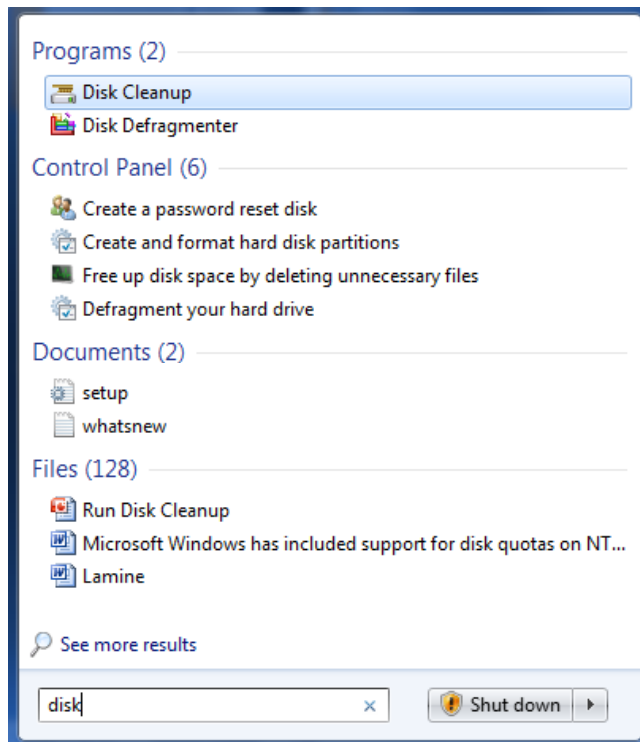 Programs (2)
Disk Cleanup
Disk Defragmenter
Control Panel (6)
Create a password reset disk
Create and format hard disk partitions
Free up disk space by deleting unnecessary files
Defragment your hard drive
Documents (2)
setup
whatsnew
Files (128)
Run Disk Cleanup
Microsoft Windows has included support for disk quotas on NT...
Lamine
See more results
disk
Shut down